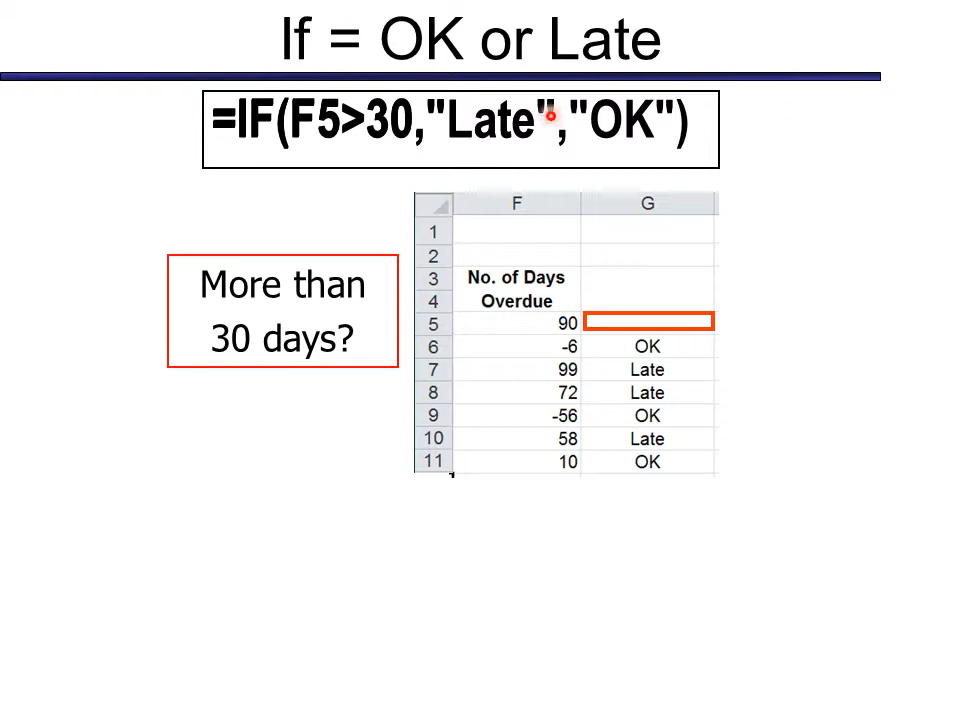 If = OK or Late
=IF(F5>30,"Late","OK")
More than
30 days?
F G
1
2
3 No. of Days
4 Overdue
5 90
6 -6 OK
7 99 Late
8 72 Late
9 -56 OK
10 58 Late
11 10 OK